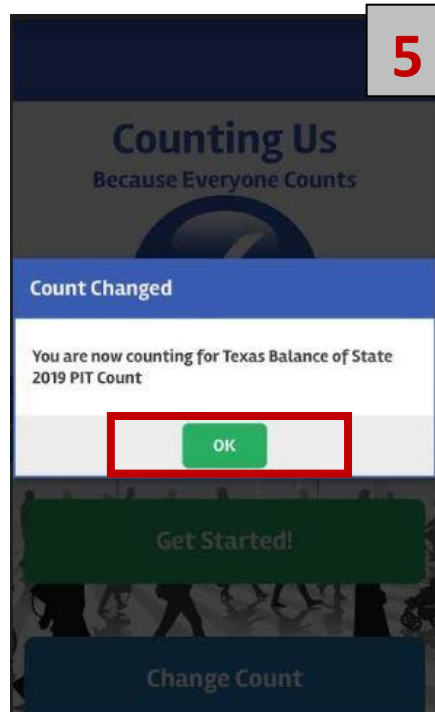 5
Counting Us
Because Everyone Counts
Count Changed
You are now counting for Texas Balance of State
2019 PIT Count
OK
Get Started!
Change Count